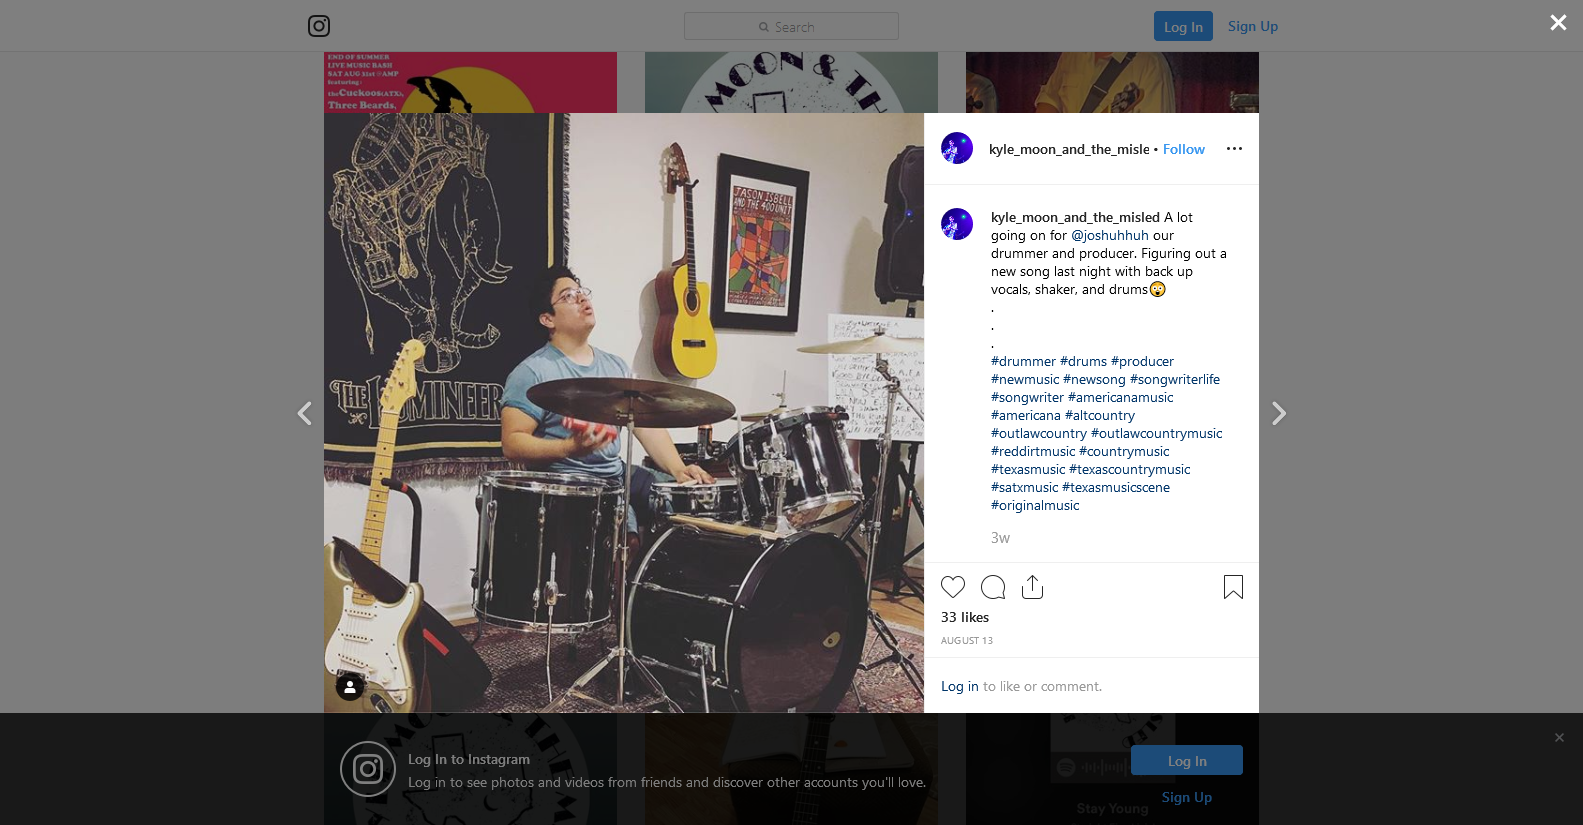 Search
Log In
Sign Up
END OF SUMMER
LIVE MUSIC BASH
SAT AUG 31st @AMP
featuring:
theCuckoos(ATX),
Three Beards,
MOON & TH
JASON ISBELL
AND THE 400 UNIT
THE LUMINEER
kyle_moon_and_the_misle • Follow
kyle_moon_and_the_misled A lot
going on for @joshuhhuh our
drummer and producer. Figuring out a
new song last night with back up
vocals, shaker, and drums😲
.
.
.
#drummer #drums #producer
#newmusic #newsong #songwriterlife
#songwriter #americanamusic
#americana #altcountry
#outlawcountry #outlawcountrymusic
#reddirtmusic #countrymusic
#texasmusic #texascountrymusic
#satxmusic #texasmusicscene
#originalmusic
3w
33 likes
AUGUST 13
Log in to like or comment.
Log In to Instagram
Log in to see photos and videos from friends and discover other accounts you'll love.
Log In
Sign Up
Stay Young